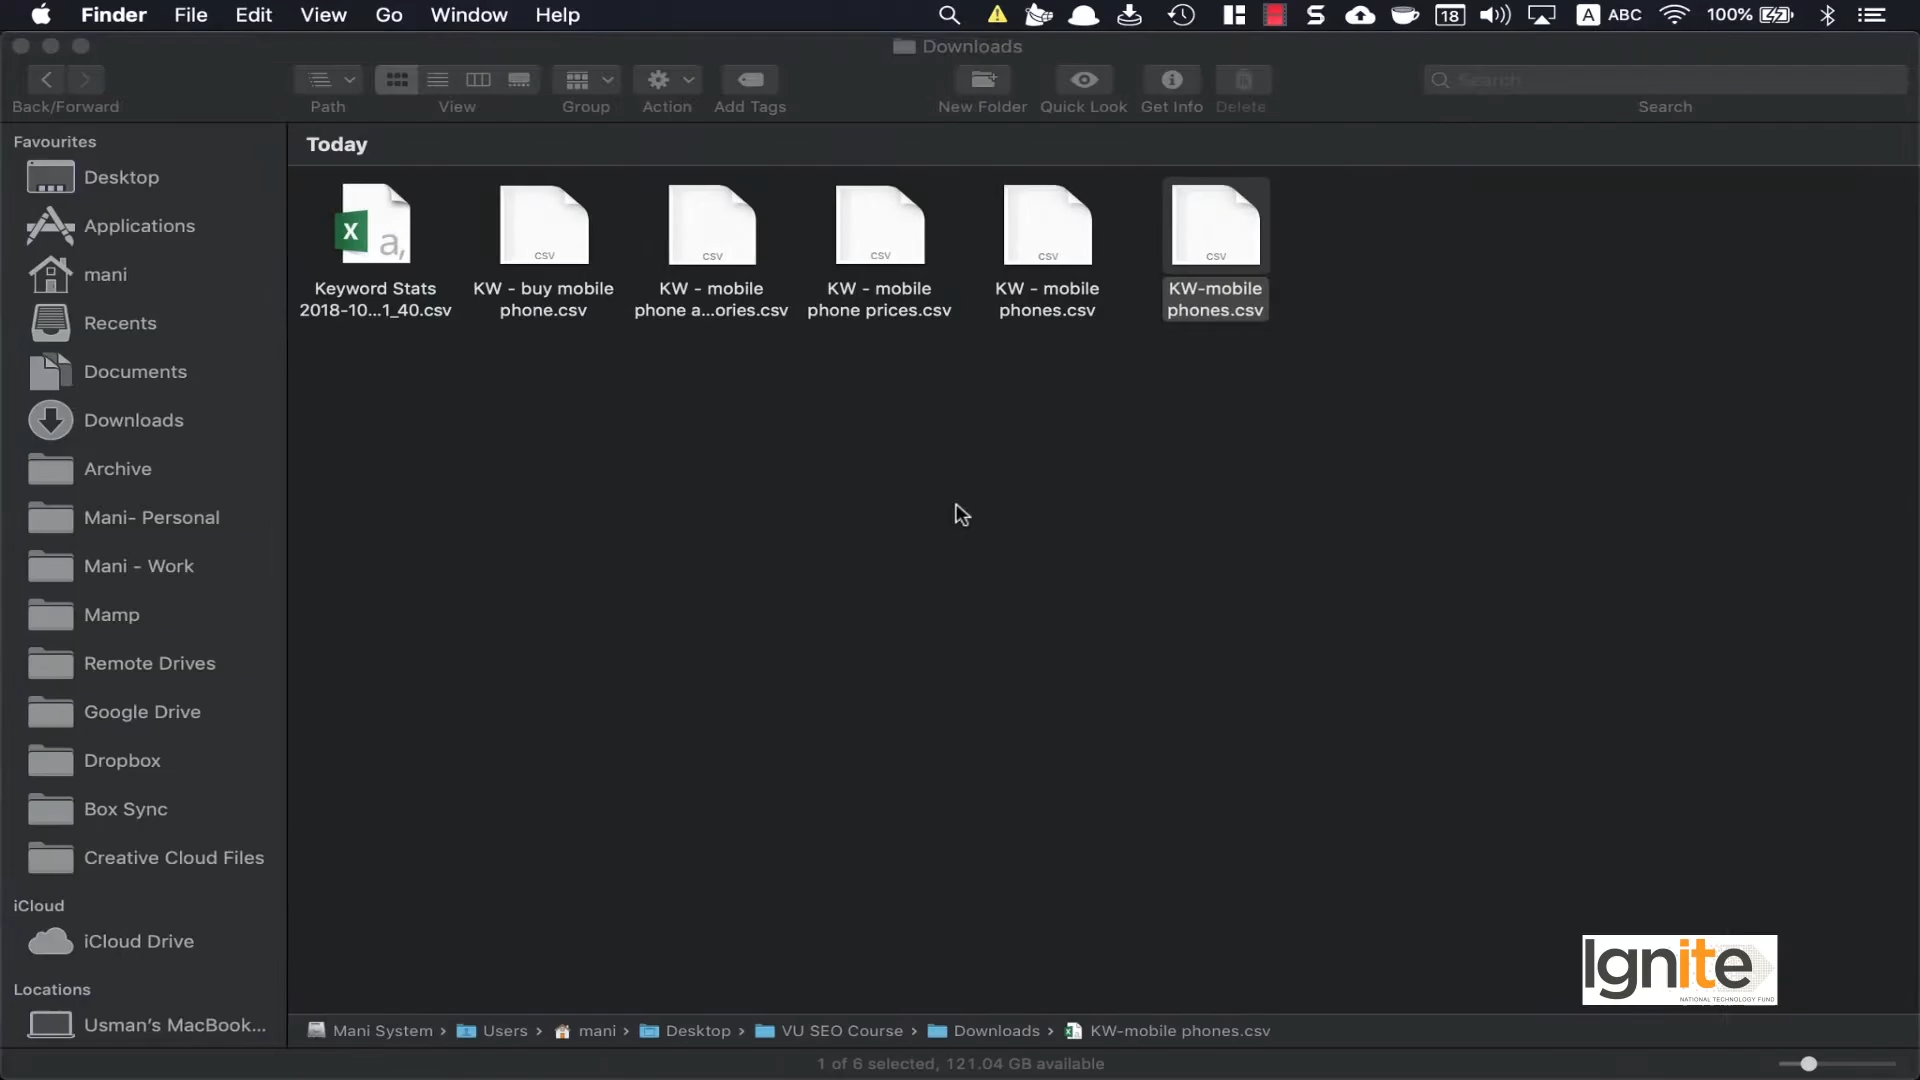 Finder File Edit View Go Window Help 18 A ABC 100%
Downloads
Search
Back/Forward Path View Group Action Add Tags New Folder Quick Look Get Info Delete Search
Favourites
Desktop
Applications
mani
Recents
Documents
Downloads
Archive
Mani- Personal
Mani - Work
Mamp
Remote Drives
Google Drive
Dropbox
Box Sync
Creative Cloud Files
iCloud
iCloud Drive
Locations
Usman's MacBook...
Today
X a,
CSV CSV CSV CSV CSV
Keyword Stats
2018-10...1_40.csv
KW - buy mobile
phone.csv
KW - mobile
phone a...ories.csv
KW - mobile
phone prices.csv
KW - mobile
phones.csv
KW-mobile
phones.csv
Ignite
NATIONAL TECHNOLOGY FUND
Mani System › Users › mani › Desktop › VU SEO Course › Downloads › KW-mobile phones.csv
1 of 6 selected, 121.04 GB available